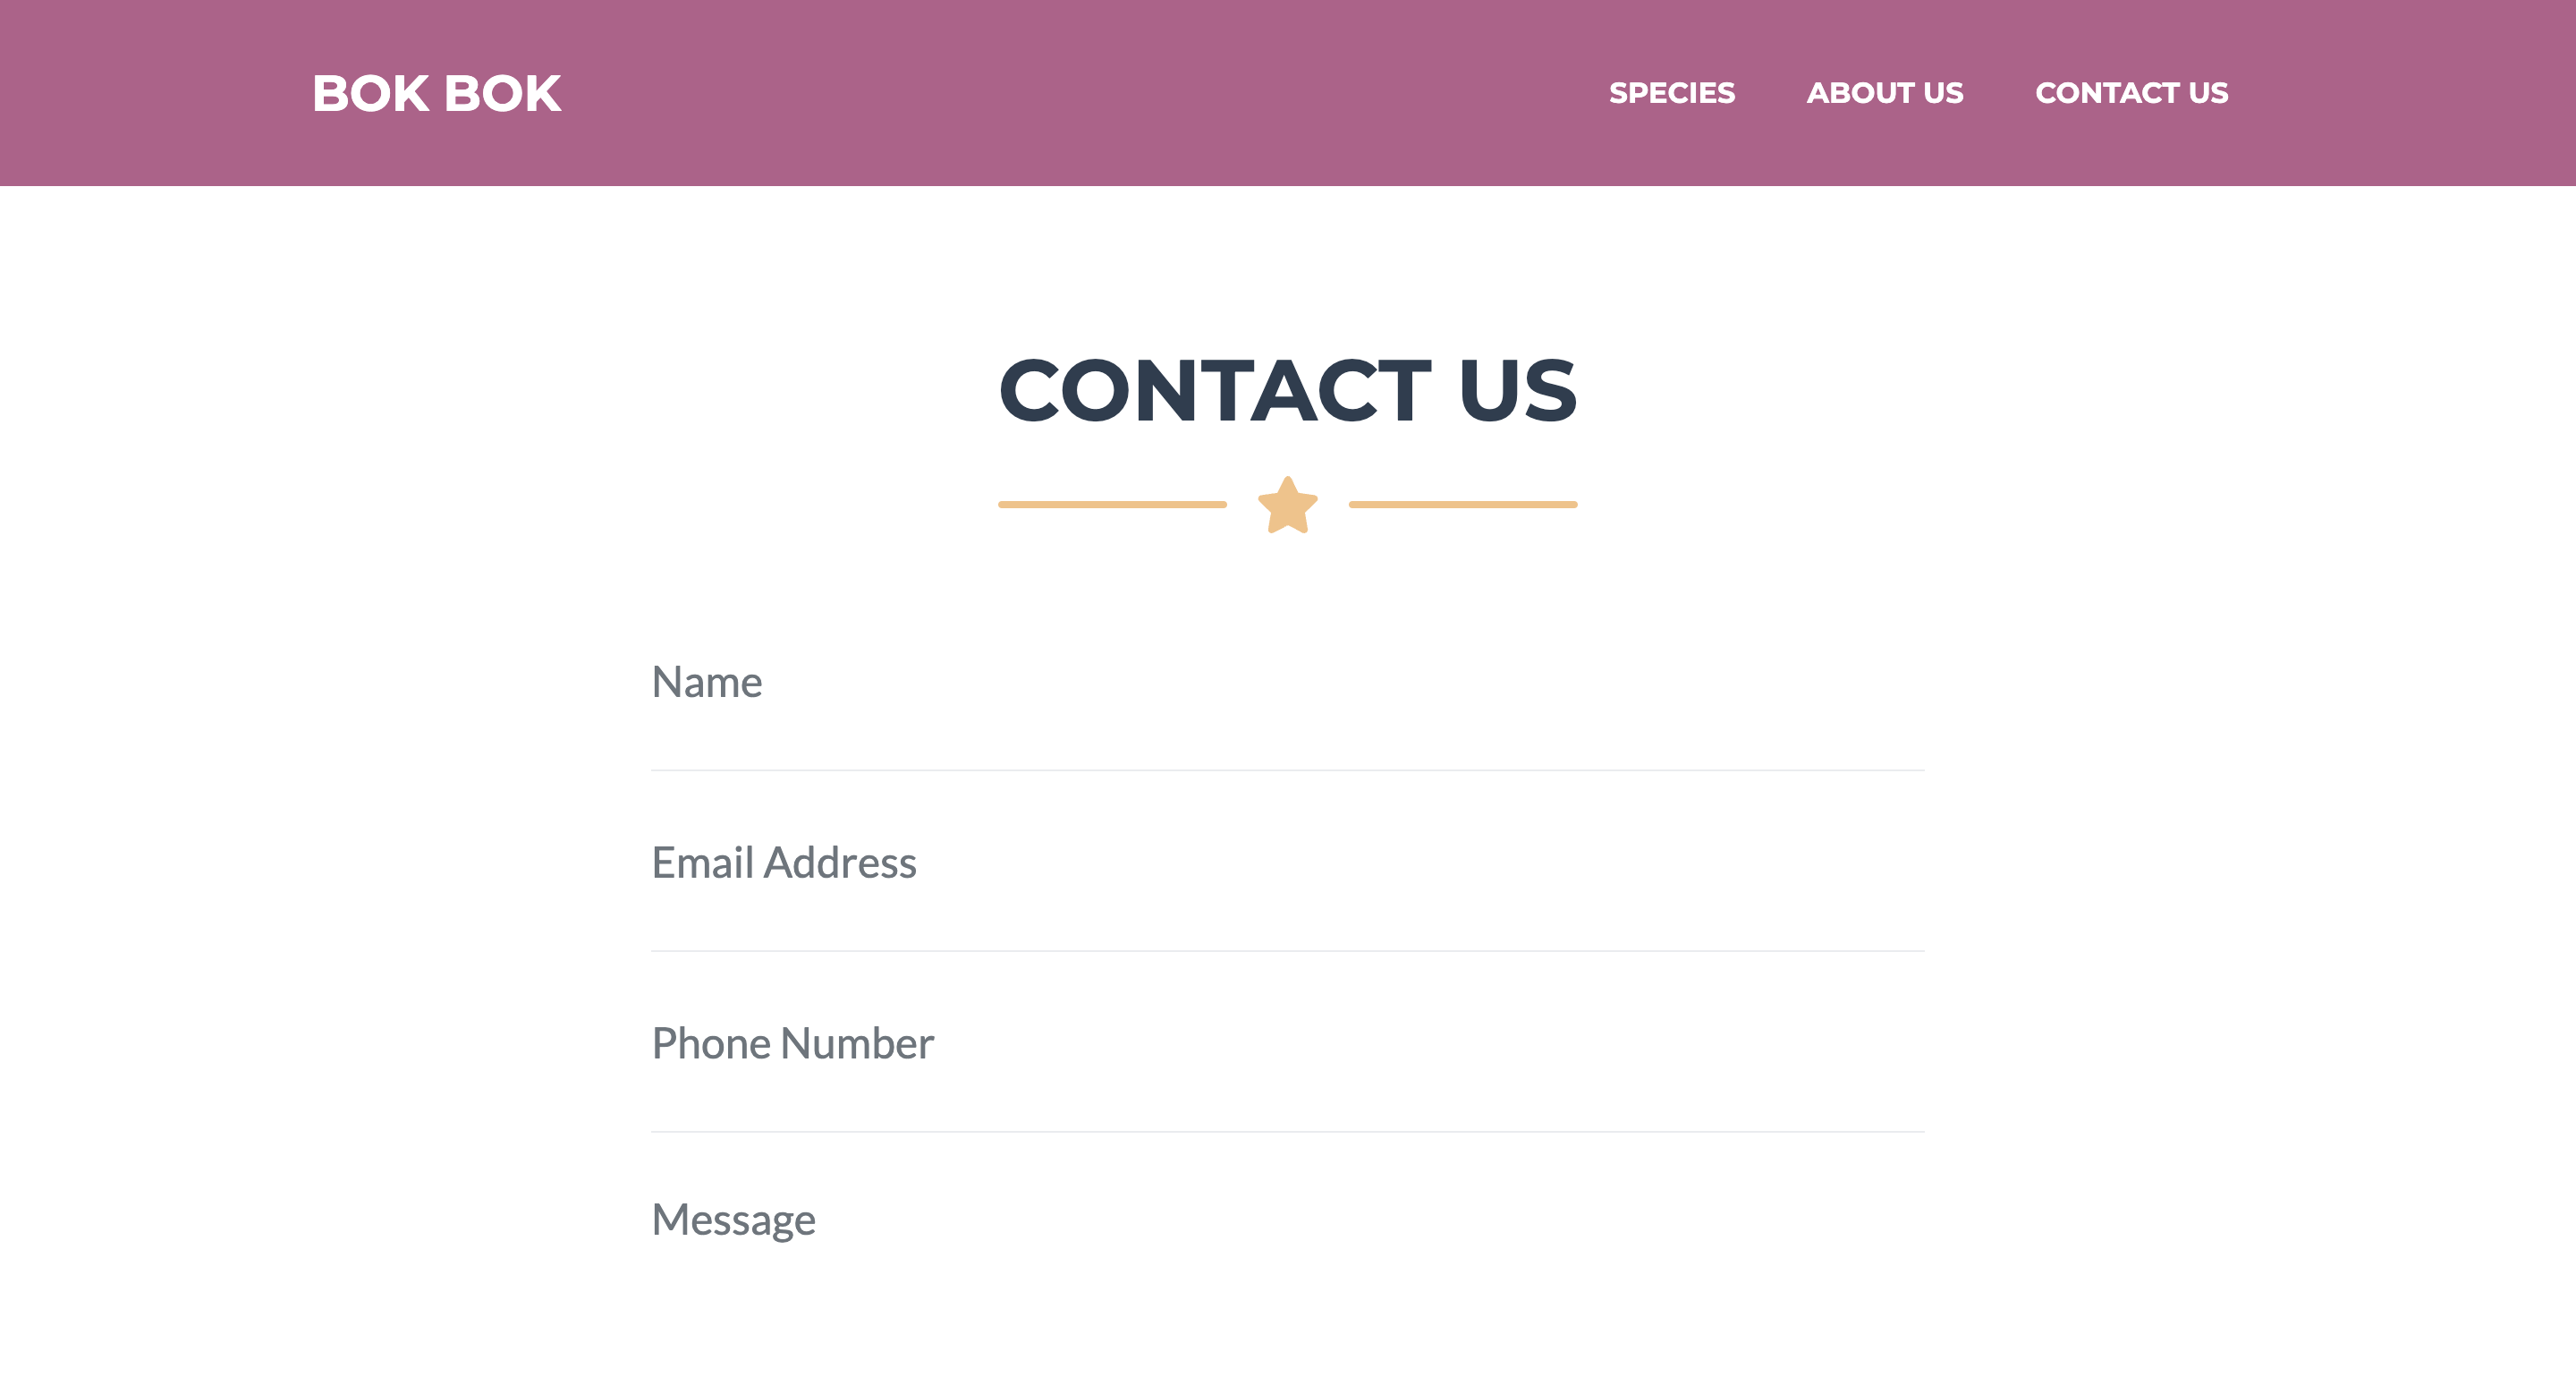 BOK BOK
SPECIES ABOUT US CONTACT US
CONTACT US
Name
Email Address
Phone Number
Message